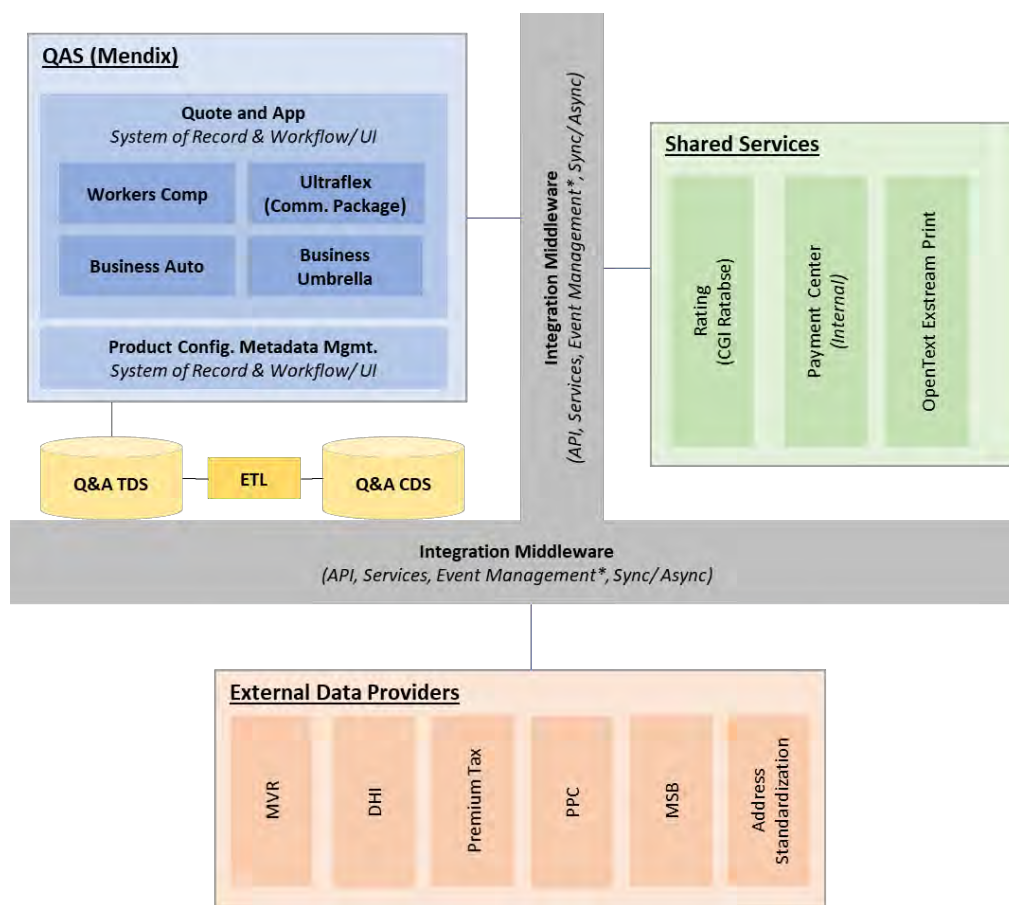 QAS (Mendix)
Quote and App
System of Record & Workflow/ UI
Workers Comp
Ultraflex
(Comm. Package)
Business Auto
Business
Umbrella
Product Config. Metadata Mgmt.
System of Record & Workflow/ UI
Q&A TDS
ETL
Q&A CDS
Integration Middleware
(API, Services, Event Management*, Sync/ Async)
Shared Services
Rating
(CGI Ratabse)
Payment Center
(Internal)
OpenText Exstream Print
Integration Middleware
(API, Services, Event Management*, Sync/ Async)
External Data Providers
MVR
DHI
Premium Tax
PPC
MSB
Address
Standardization